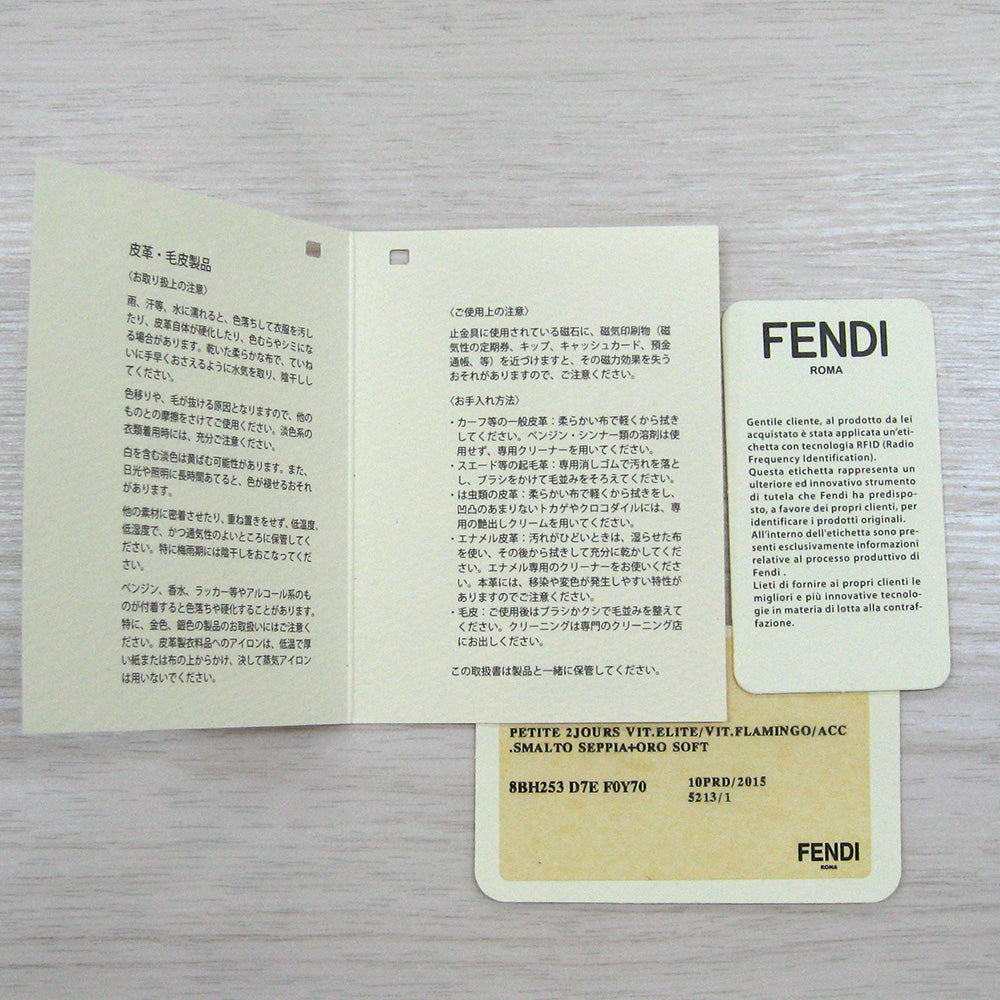 皮革・毛皮製品
〈お取り扱上の注意〉
雨、汗等、水に濡れると、色落ちして衣服を汚し
たり、皮革自体が硬化したり、色むらやシミにな
る場合があります。乾いた柔らかな布で、ていね
いに手早くおさえるように水気を取り、陰干しし
てください。
色移りや、毛が抜ける原因となりますので、他の
ものとの摩擦をさけてご使用ください。淡色系の
衣類着用時には、充分ご注意ください。
白を含む淡色は黄ばむ可能性があります。また、
日光や照明に長時間あてると、色が褪せるおそれ
があります。
他の素材に密着させたり、重ね置きをせず、低温度、
低湿度で、かつ通気性のよいところに保管してく
ださい。特に梅雨期には陰干しをおこなってくだ
さい。
ベンジン、香水、ラッカー等やアルコール系のも
のが付着すると色落ちや硬化することがあります。
特に、金色、銀色の製品のお取扱いにはご注意く
ださい。皮革製衣料品へのアイロンは、低温で厚
い紙または布の上からかけ、決して蒸気アイロン
は用いないでください。
〈ご使用上の注意〉
止金具に使用されている磁石に、磁気印刷物（磁
気性の定期券、キップ、キャッシュカード、預金
通帳、等）を近づけますと、その磁力効果を失う
おそれがありますので、ご注意ください。
〈お手入れ方法〉
・カーフ等の一般皮革：柔らかい布で軽くから拭き
してください。ベンジン・シンナー類の溶剤は使
用せず、専用クリーナーを用いてください。
・スエード等の起毛革：専用消しゴムで汚れを落と
し、ブラシをかけて毛並みをそろえてください。
・は虫類の皮革：柔らかい布で軽くから拭きをし、
凹凸のあまりないトカゲやクロコダイルには、専
用の艶出しクリームを用いてください。
・エナメル皮革：汚れがひどいときは、湿らせた布
を使い、その後から拭きして充分に乾かしてくだ
さい。エナメル専用のクリーナーをお使いくださ
い。本革には、移染や変色が発生しやすい特性が
ありますのでご注意ください。
・毛皮：ご使用後はブラシかクシで毛並みを整えて
ください。クリーニングは専門のクリーニング店
にお出しください。
この取扱書は製品と一緒に保管してください。
FENDI
ROMA
Gentile cliente, al prodotto da lei
acquistato è stata applicata un'eti-
chetta con tecnologia RFID (Radio
Frequency Identification).
Questa etichetta rappresenta un
ulteriore ed innovativo strumento
di tutela che Fendi ha predispo-
sto, a favore dei propri clienti, per
identificare i prodotti originali.
All'interno dell'etichetta sono pre-
senti esclusivamente informazioni
relative al processo produttivo di
Fendi .
Lieti di fornire ai propri clienti le
migliori e più innovative tecnolo-
gie in materia di lotta alla contraf-
fazione.
PETITE 2JOURS VIT.ELITE/VIT.FLAMINGO/ACC
.SMALTO SEPPIA+ORO SOFT
8BH253 D7E F0Y70
10PRD/2015
5213/1
FENDI
ROMA